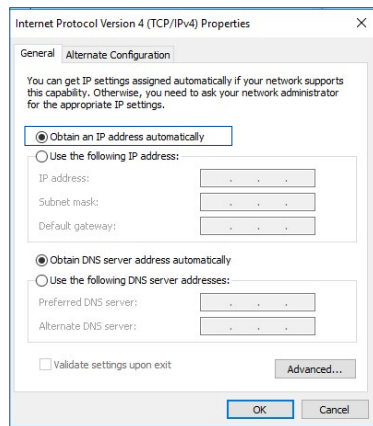 Internet Protocol Version 4 (TCP/IPv4) Properties
General
Alternate Configuration
You can get IP settings assigned automatically if your network supports
this capability. Otherwise, you need to ask your network administrator
for the appropriate IP settings.
Obtain an IP address automatically
Use the following IP address:
IP address:
Subnet mask:
Default gateway:
Obtain DNS server address automatically
Use the following DNS server addresses:
Preferred DNS server:
Alternate DNS server:
Validate settings upon exit
Advanced...
OK
Cancel